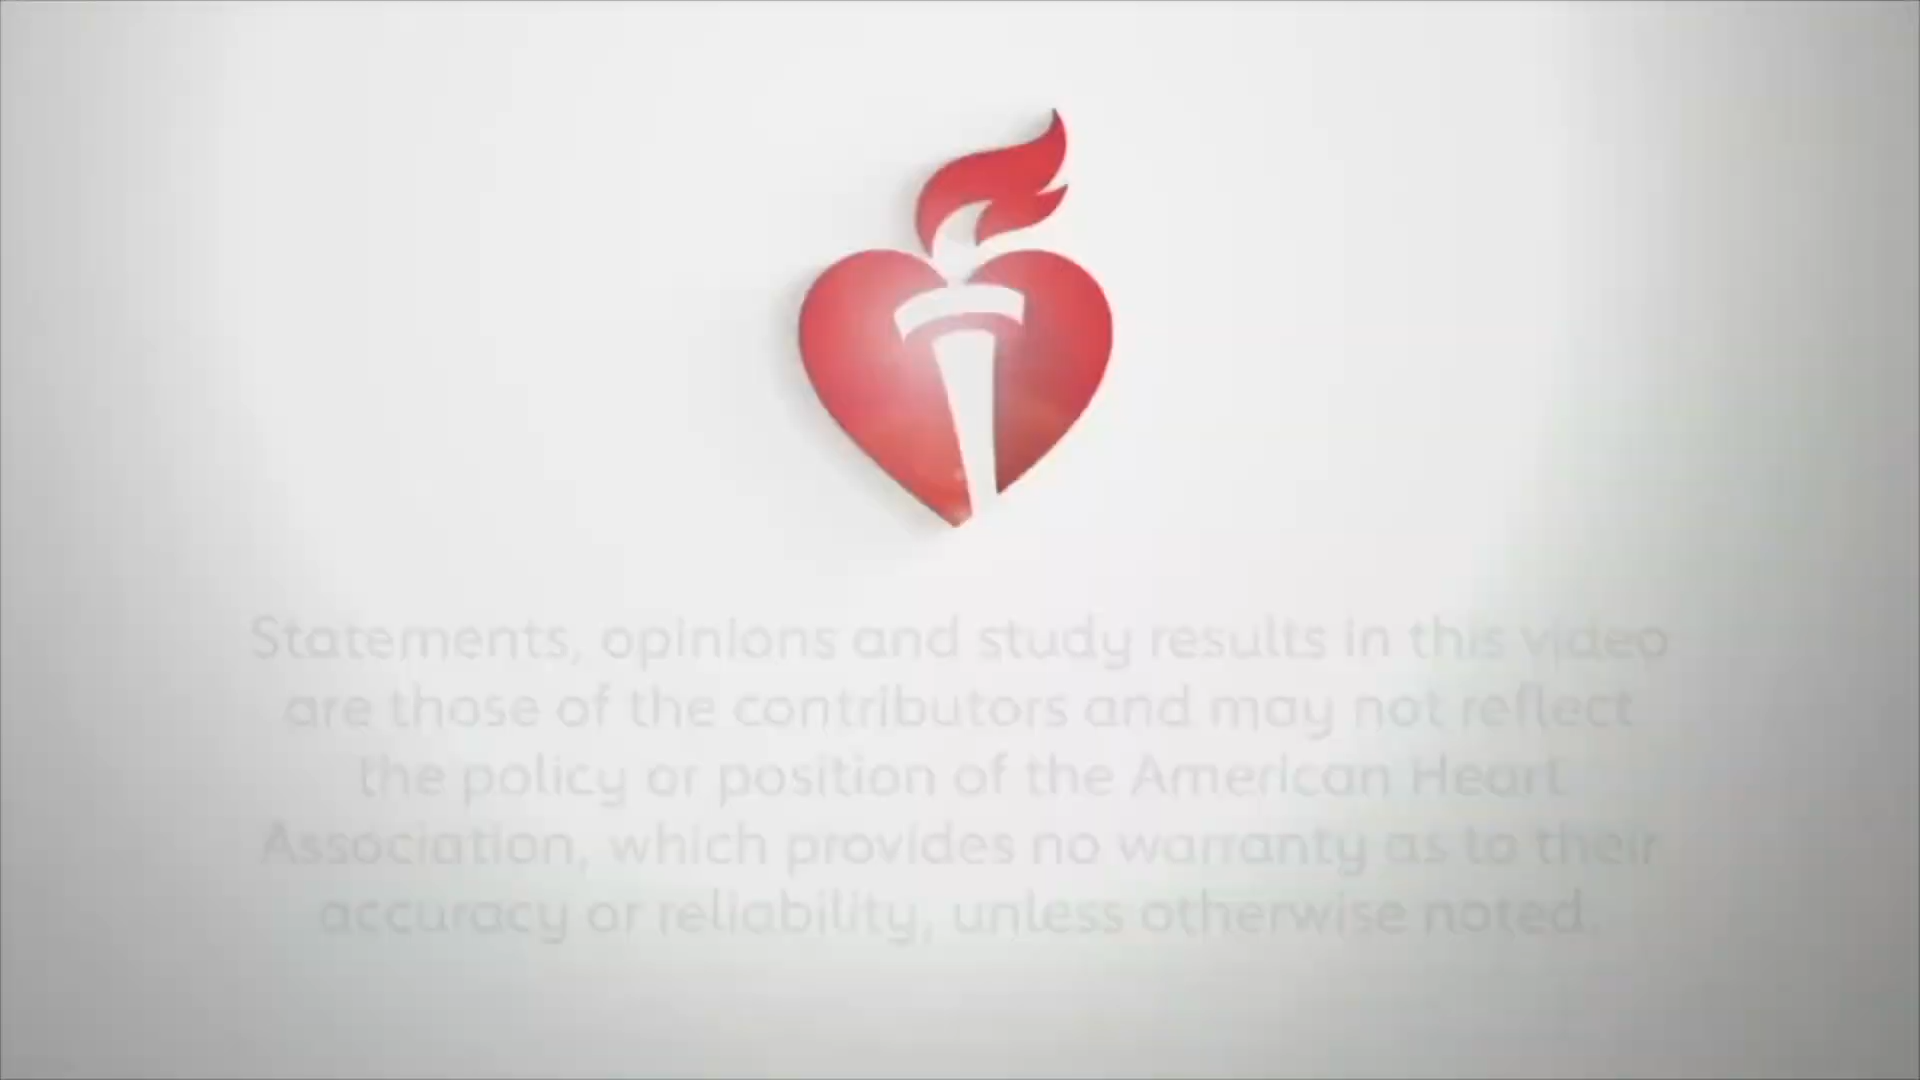 Statements, opinions and study results in this video
are those of the contributors and may not reflect
the policy or position of the American Heart
Association, which provides no warranty as to their
accuracy or reliability, unless otherwise noted.